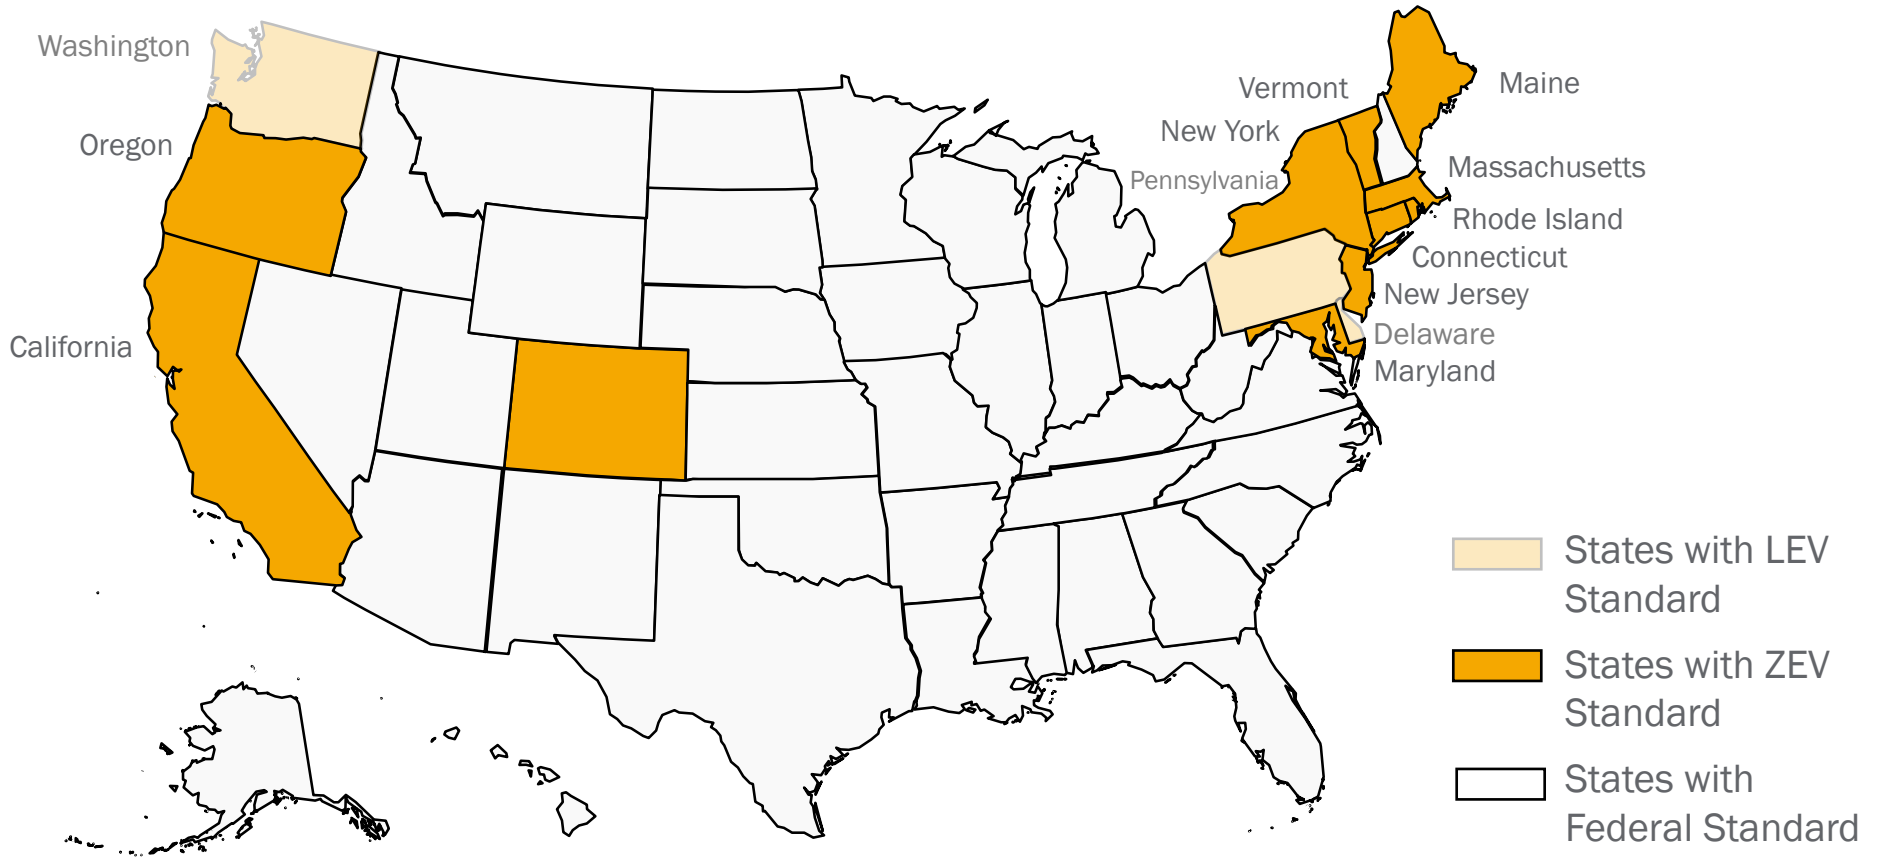 Washington
Oregon
California
Vermont
Maine
New York
Massachusetts
Pennsylvania
Rhode Island
Connecticut
New Jersey
Delaware
Maryland
States with LEV
Standard
States with ZEV
Standard
States with
Federal Standard